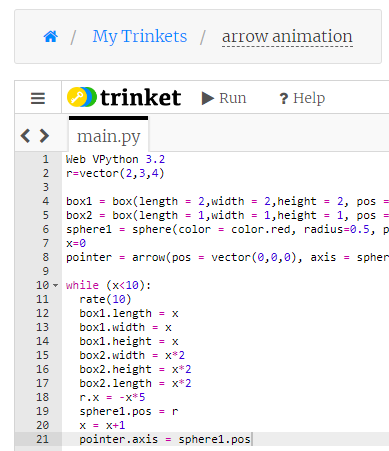 / My Trinkets / arrow animation
trinket Run ? Help
main.py
1 Web VPython 3.2
2 r=vector(2,3,4)
3
4 box1 = box(length = 2,width = 2,height = 2, pos =
5 box2 = box(length = 1,width = 1,height = 1, pos =
6 sphere1 = sphere(color = color.red, radius=0.5, p
7 x=0
8 pointer = arrow(pos = vector(0,0,0), axis = spher
9
10 while (x<10):
11 rate(10)
12 box1.length = x
13 box1.width = x
14 box1.height = x
15 box2.width = x*2
16 box2.height = x*2
17 box2.length = x*2
18 r.x = -x*5
19 sphere1.pos = r
20 x = x+1
21 pointer.axis = sphere1.pos